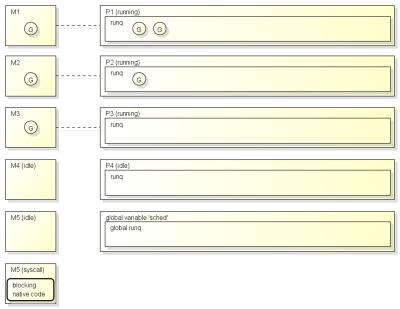 M1
G
P1 (running)
runq
G G
M2
G
P2 (running)
runq
G
M3
G
P3 (running)
runq
M4 (idle)
P4 (idle)
runq
M5 (idle)
global variable 'sched'
global runq
M5 (syscall)
blocking
native code